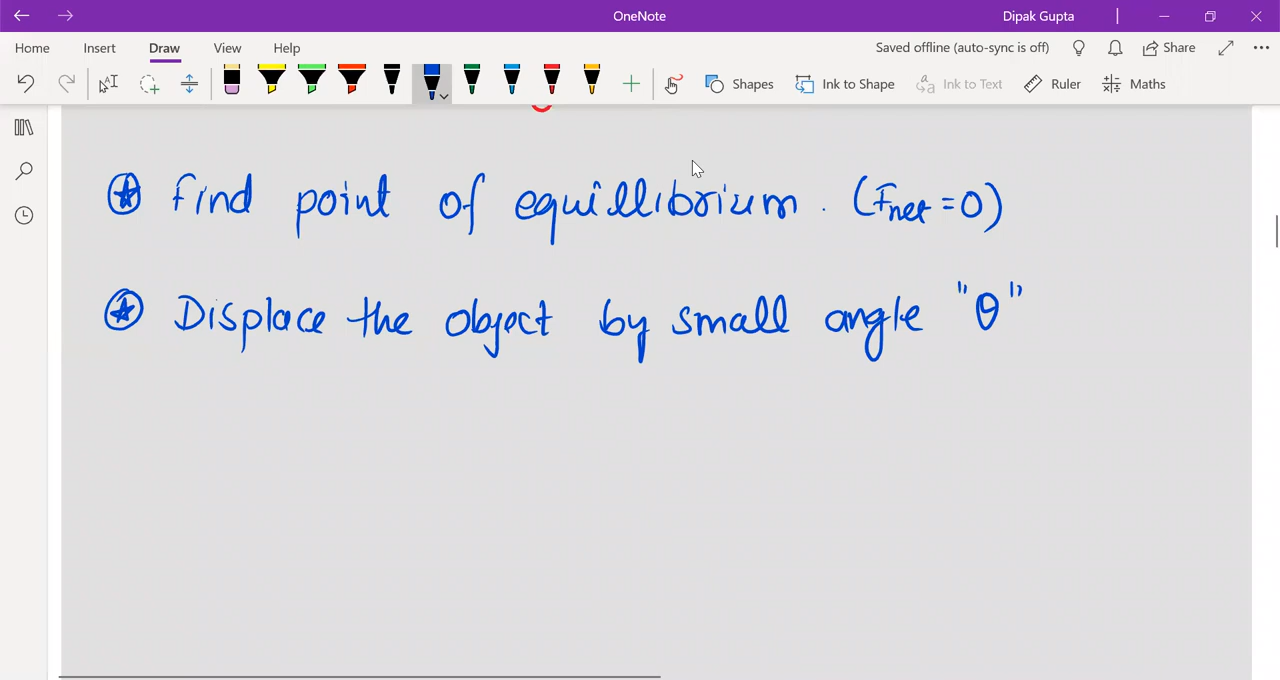 OneNote
Dipak Gupta
Home Insert Draw View Help
Saved offline (auto-sync is off)
Share
Shapes
Ink to Shape
Ink to Text
Ruler
Maths
Find point of equillibrium. (Fnet = 0)
Displace the object by small angle "θ"